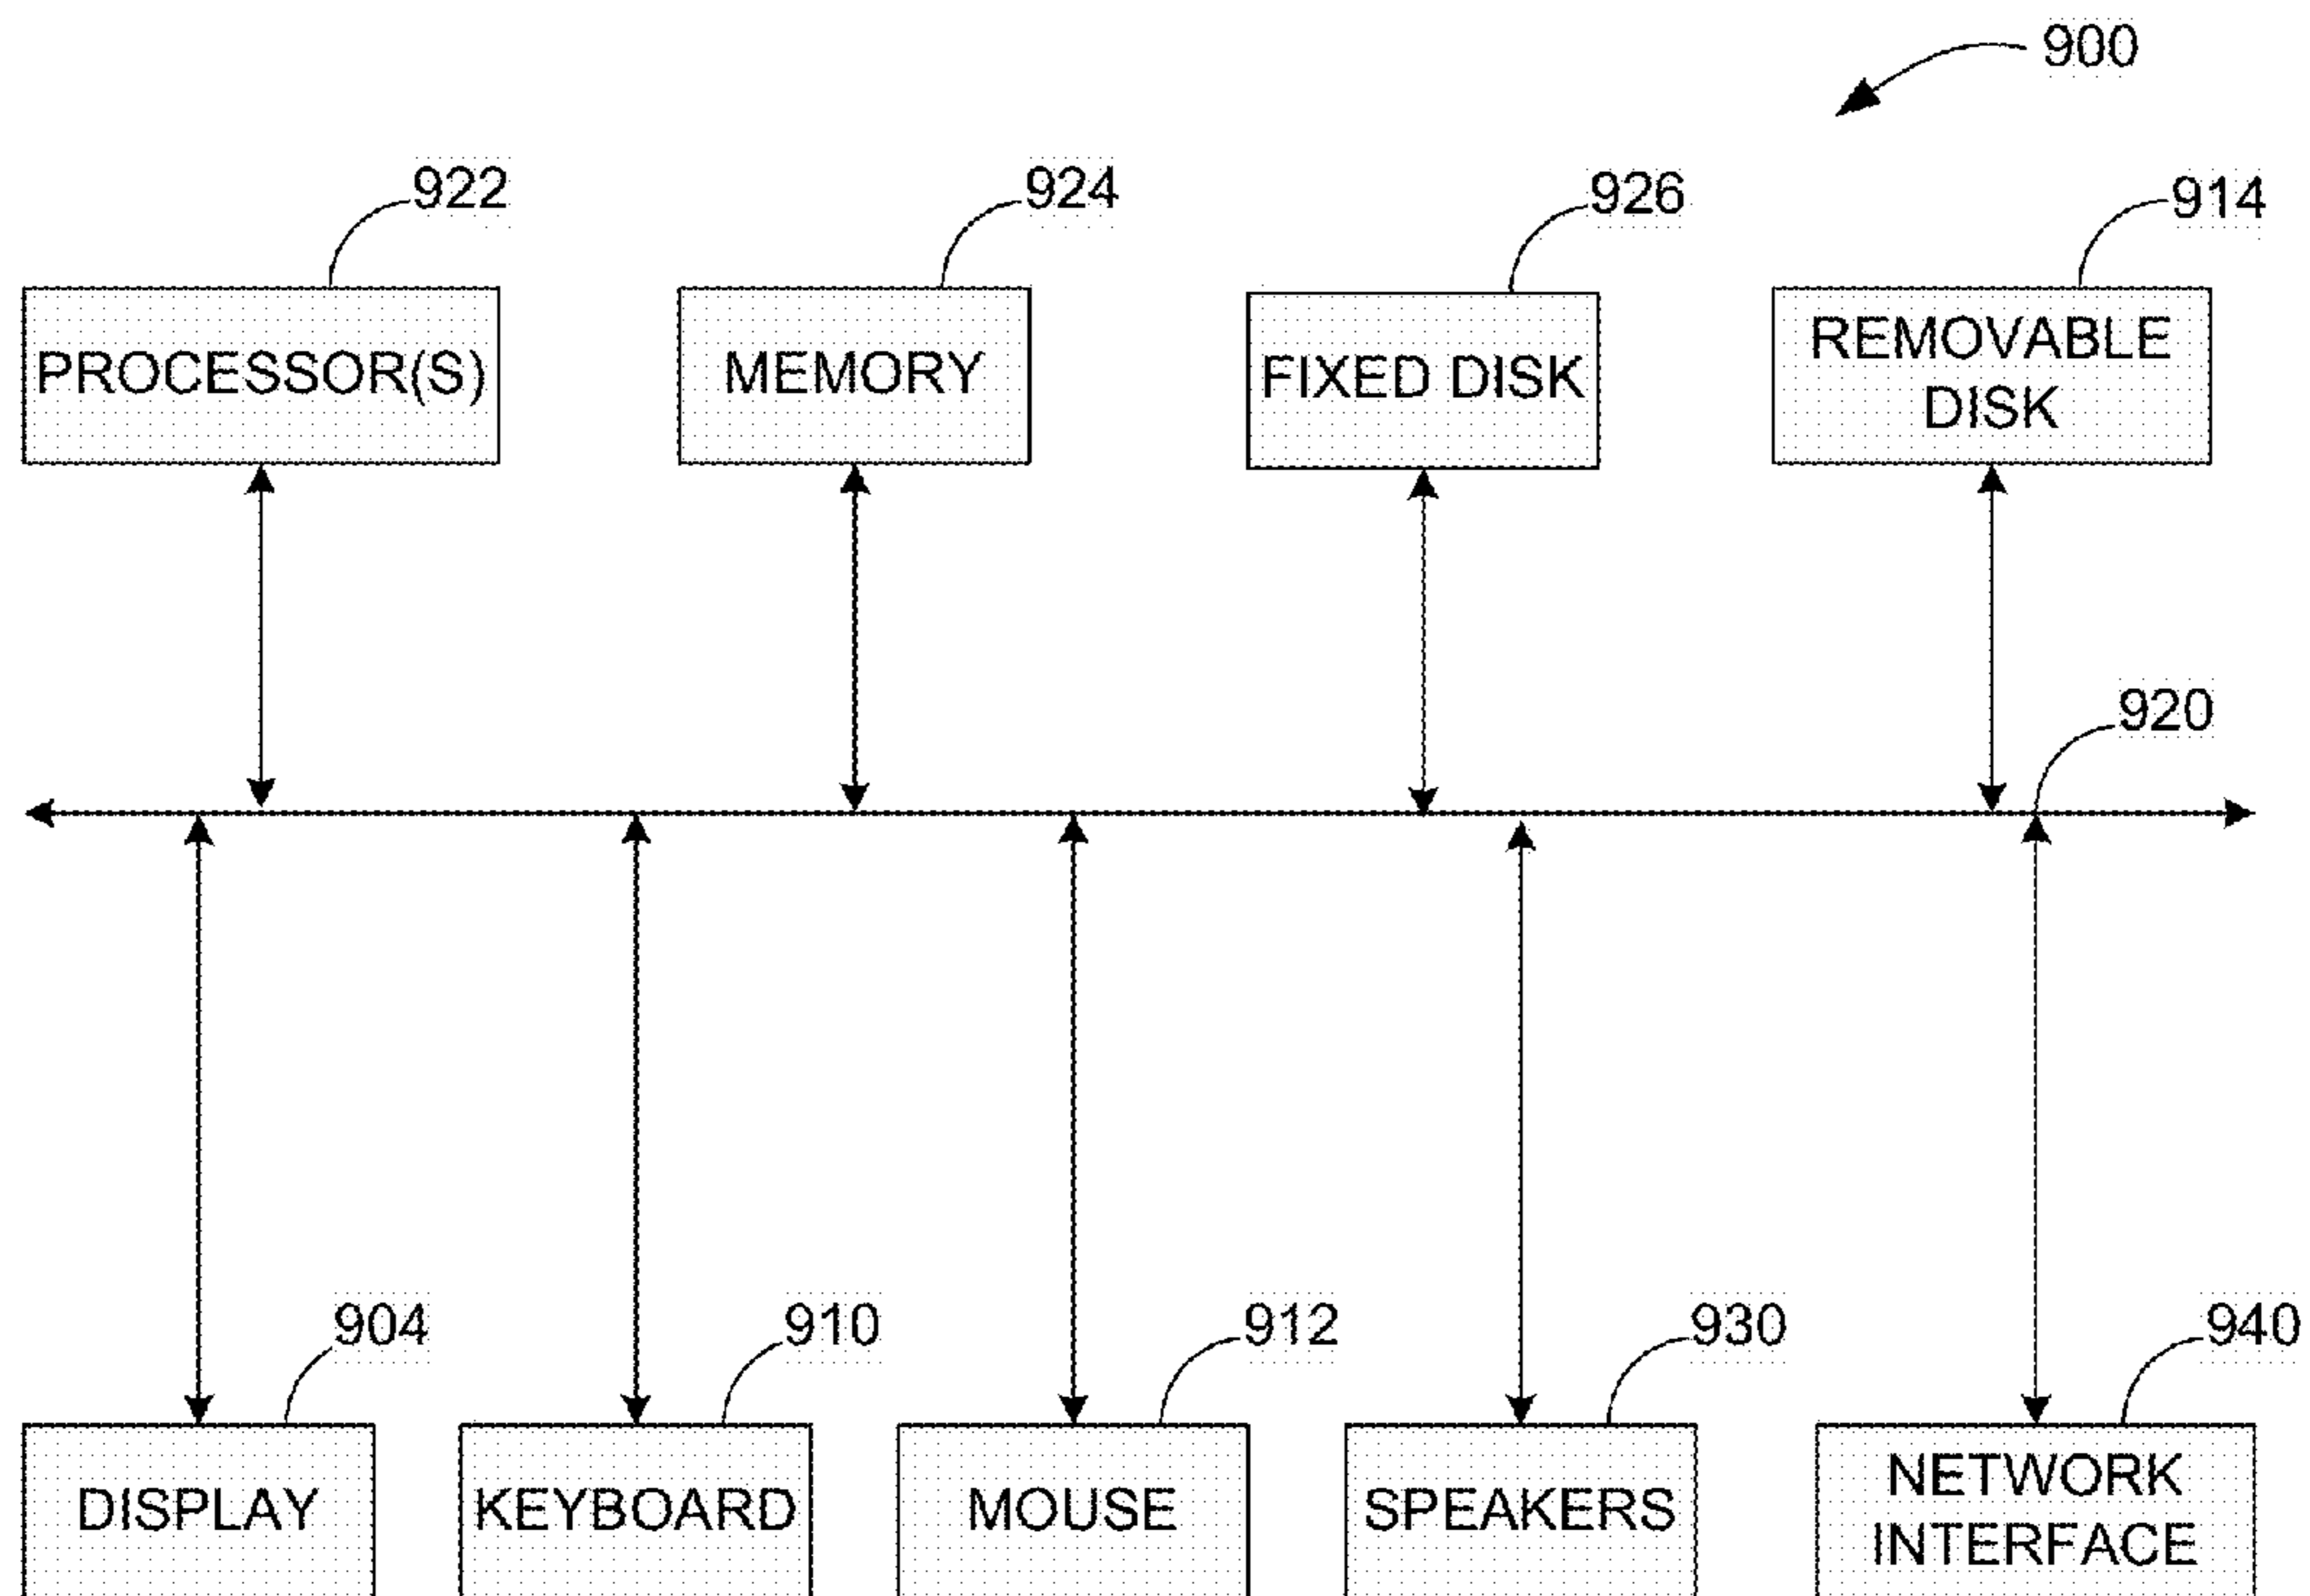 900
922
924
926
914
PROCESSOR(S)
MEMORY
FIXED DISK
REMOVABLE
DISK
920
904
910
912
930
940
DISPLAY
KEYBOARD
MOUSE
SPEAKERS
NETWORK
INTERFACE